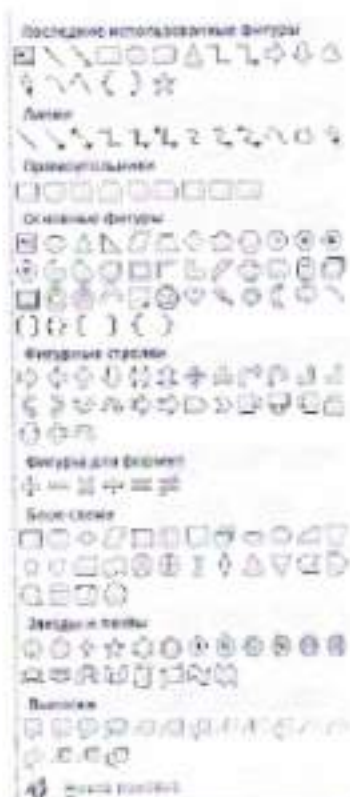 Последние использованные фигуры
Линии
Прямоугольники
Основные фигуры
Фигурные стрелки
Фигуры для формул
Блок-схема
Звезды и ленты
Выноски